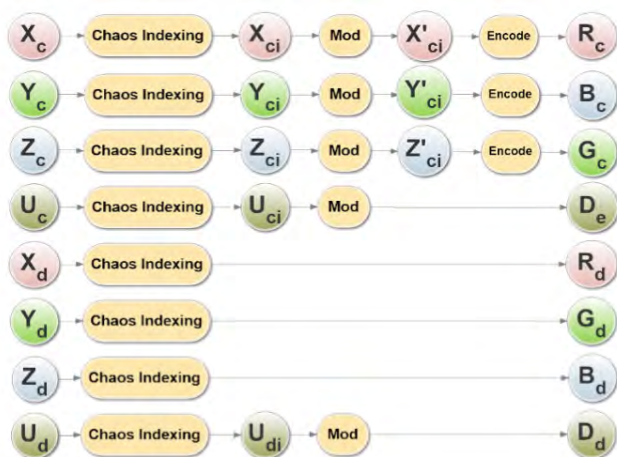 Xc Chaos Indexing Xci Mod X'ci Encode Rc
Yc Chaos Indexing Yci Mod Y'ci Encode Bc
Zc Chaos Indexing Zci Mod Z'ci Encode Gc
Uc Chaos Indexing Uci Mod De
Xd Chaos Indexing Rd
Yd Chaos Indexing Gd
Zd Chaos Indexing Bd
Ud Chaos Indexing Udi Mod Dd